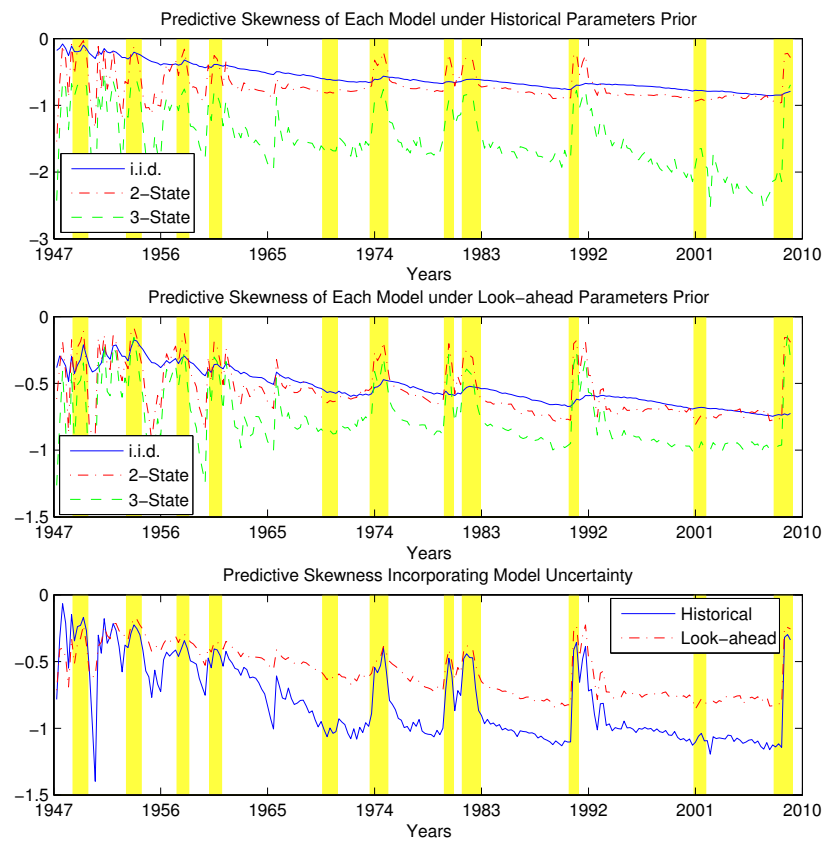 Predictive Skewness of Each Model under Historical Parameters Prior
0
−1
−2
−3
i.i.d.
2−State
3−State
1947 1956 1965 1974 1983 1992 2001 2010
Years
Predictive Skewness of Each Model under Look−ahead Parameters Prior
0
−0.5
−1
−1.5
i.i.d.
2−State
3−State
1947 1956 1965 1974 1983 1992 2001 2010
Years
Predictive Skewness Incorporating Model Uncertainty
0
−0.5
−1
−1.5
Historical
Look−ahead
1947 1956 1965 1974 1983 1992 2001 2010
Years